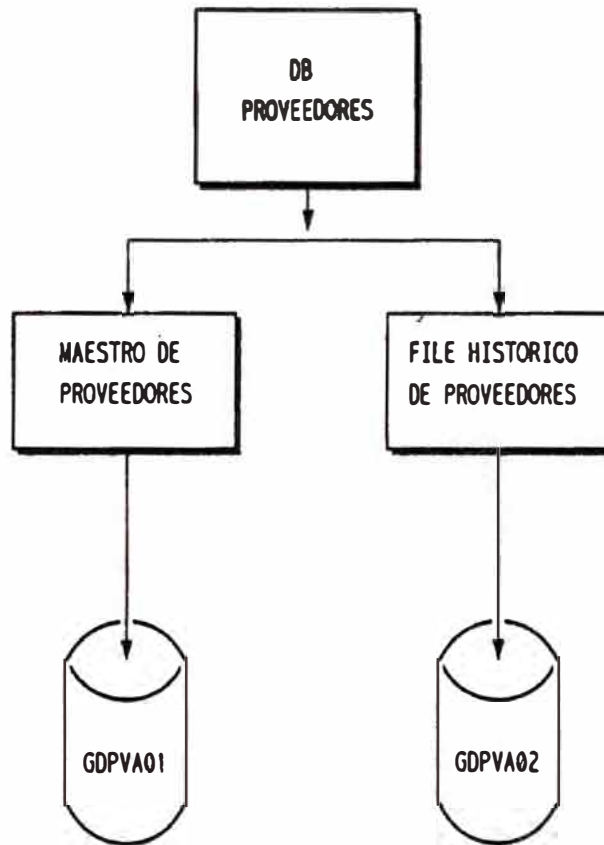 DB
PROVEEDORES
MAESTRO DE
PROVEEDORES
FILE HISTORICO
DE PROVEEDORES
GDPVA01
GDPVA02